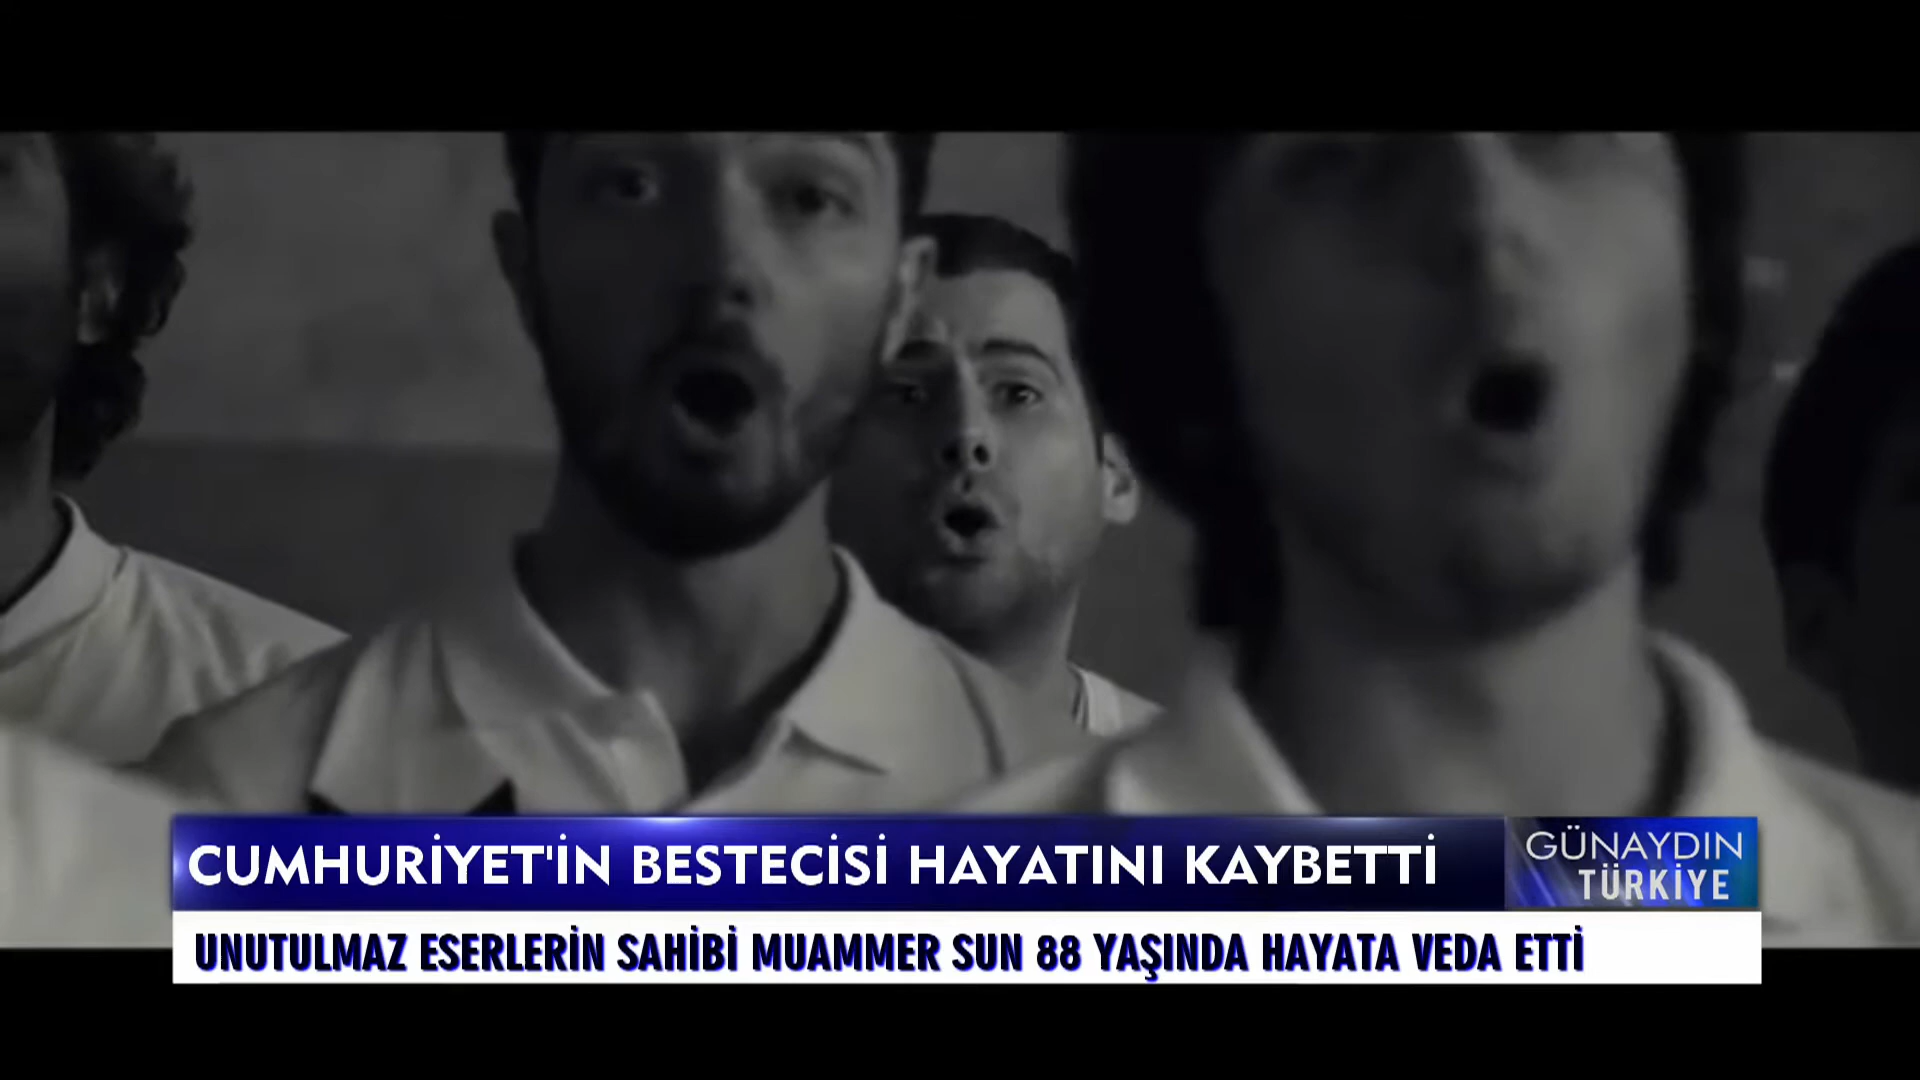 CUMHURİYET'İN BESTECİSİ HAYATINI KAYBETTİ
GÜNAYDIN
TÜRKİYE
UNUTULMAZ ESERLERİN SAHİBİ MUAMMER SUN 88 YAŞINDA HAYATA VEDA ETTİ